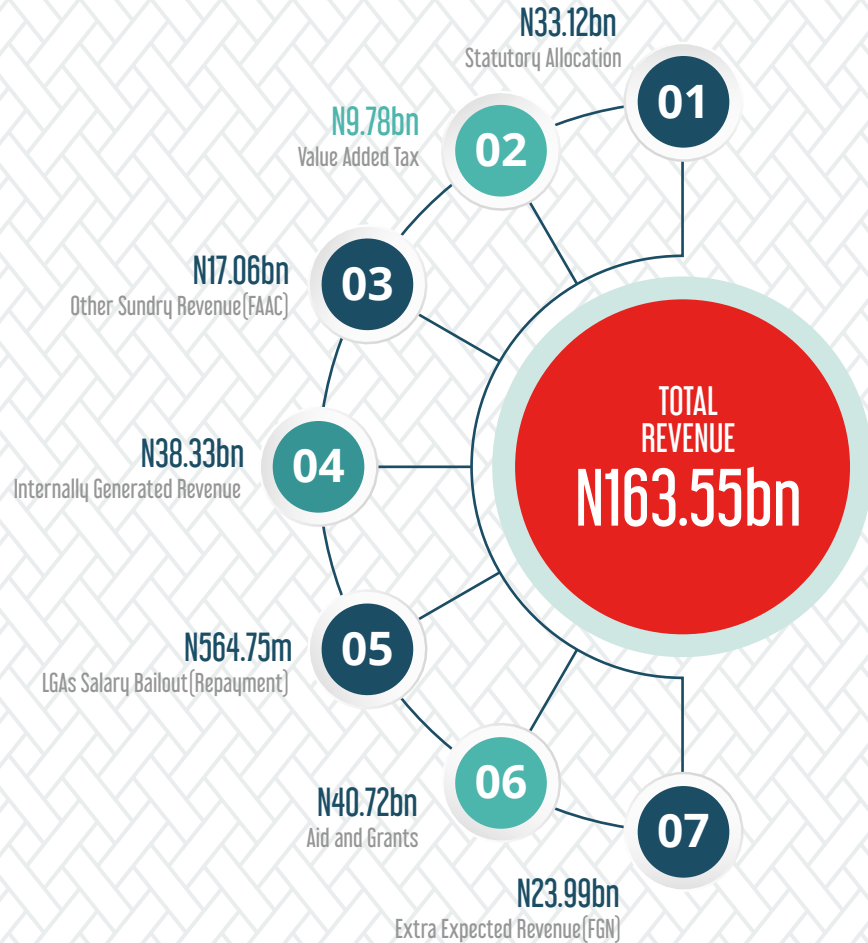 N33.12bn
Statutory Allocation
01
N9.78bn
Value Added Tax
02
N17.06bn
Other Sundry Revenue(FAAC)
03
N38.33bn
Internally Generated Revenue
04
TOTAL
REVENUE
N163.55bn
N564.75m
LGAs Salary Bailout(Repayment)
05
N40.72bn
Aid and Grants
06
N23.99bn
Extra Expected Revenue(FGN)
07